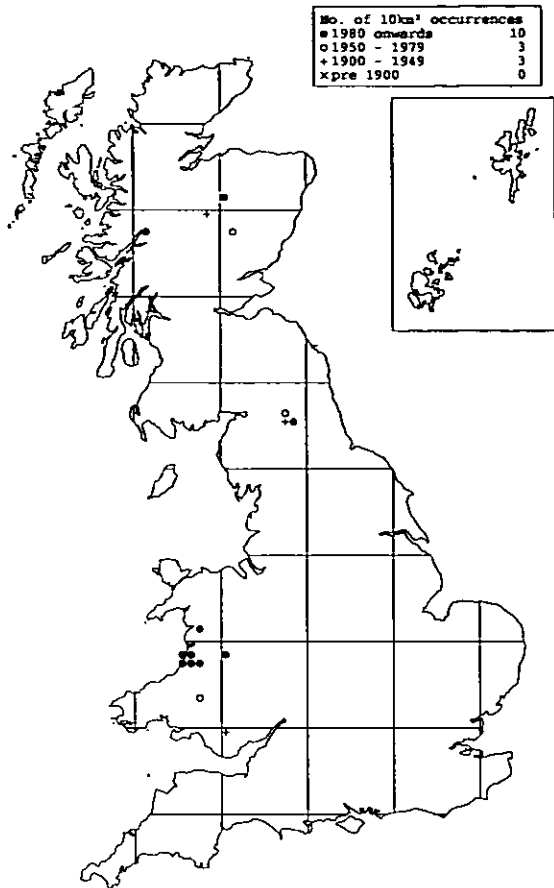 No. of 10km² occurrences
● 1980 onwards 10
○ 1950 - 1979 3
+ 1900 - 1949 3
× pre 1900 0